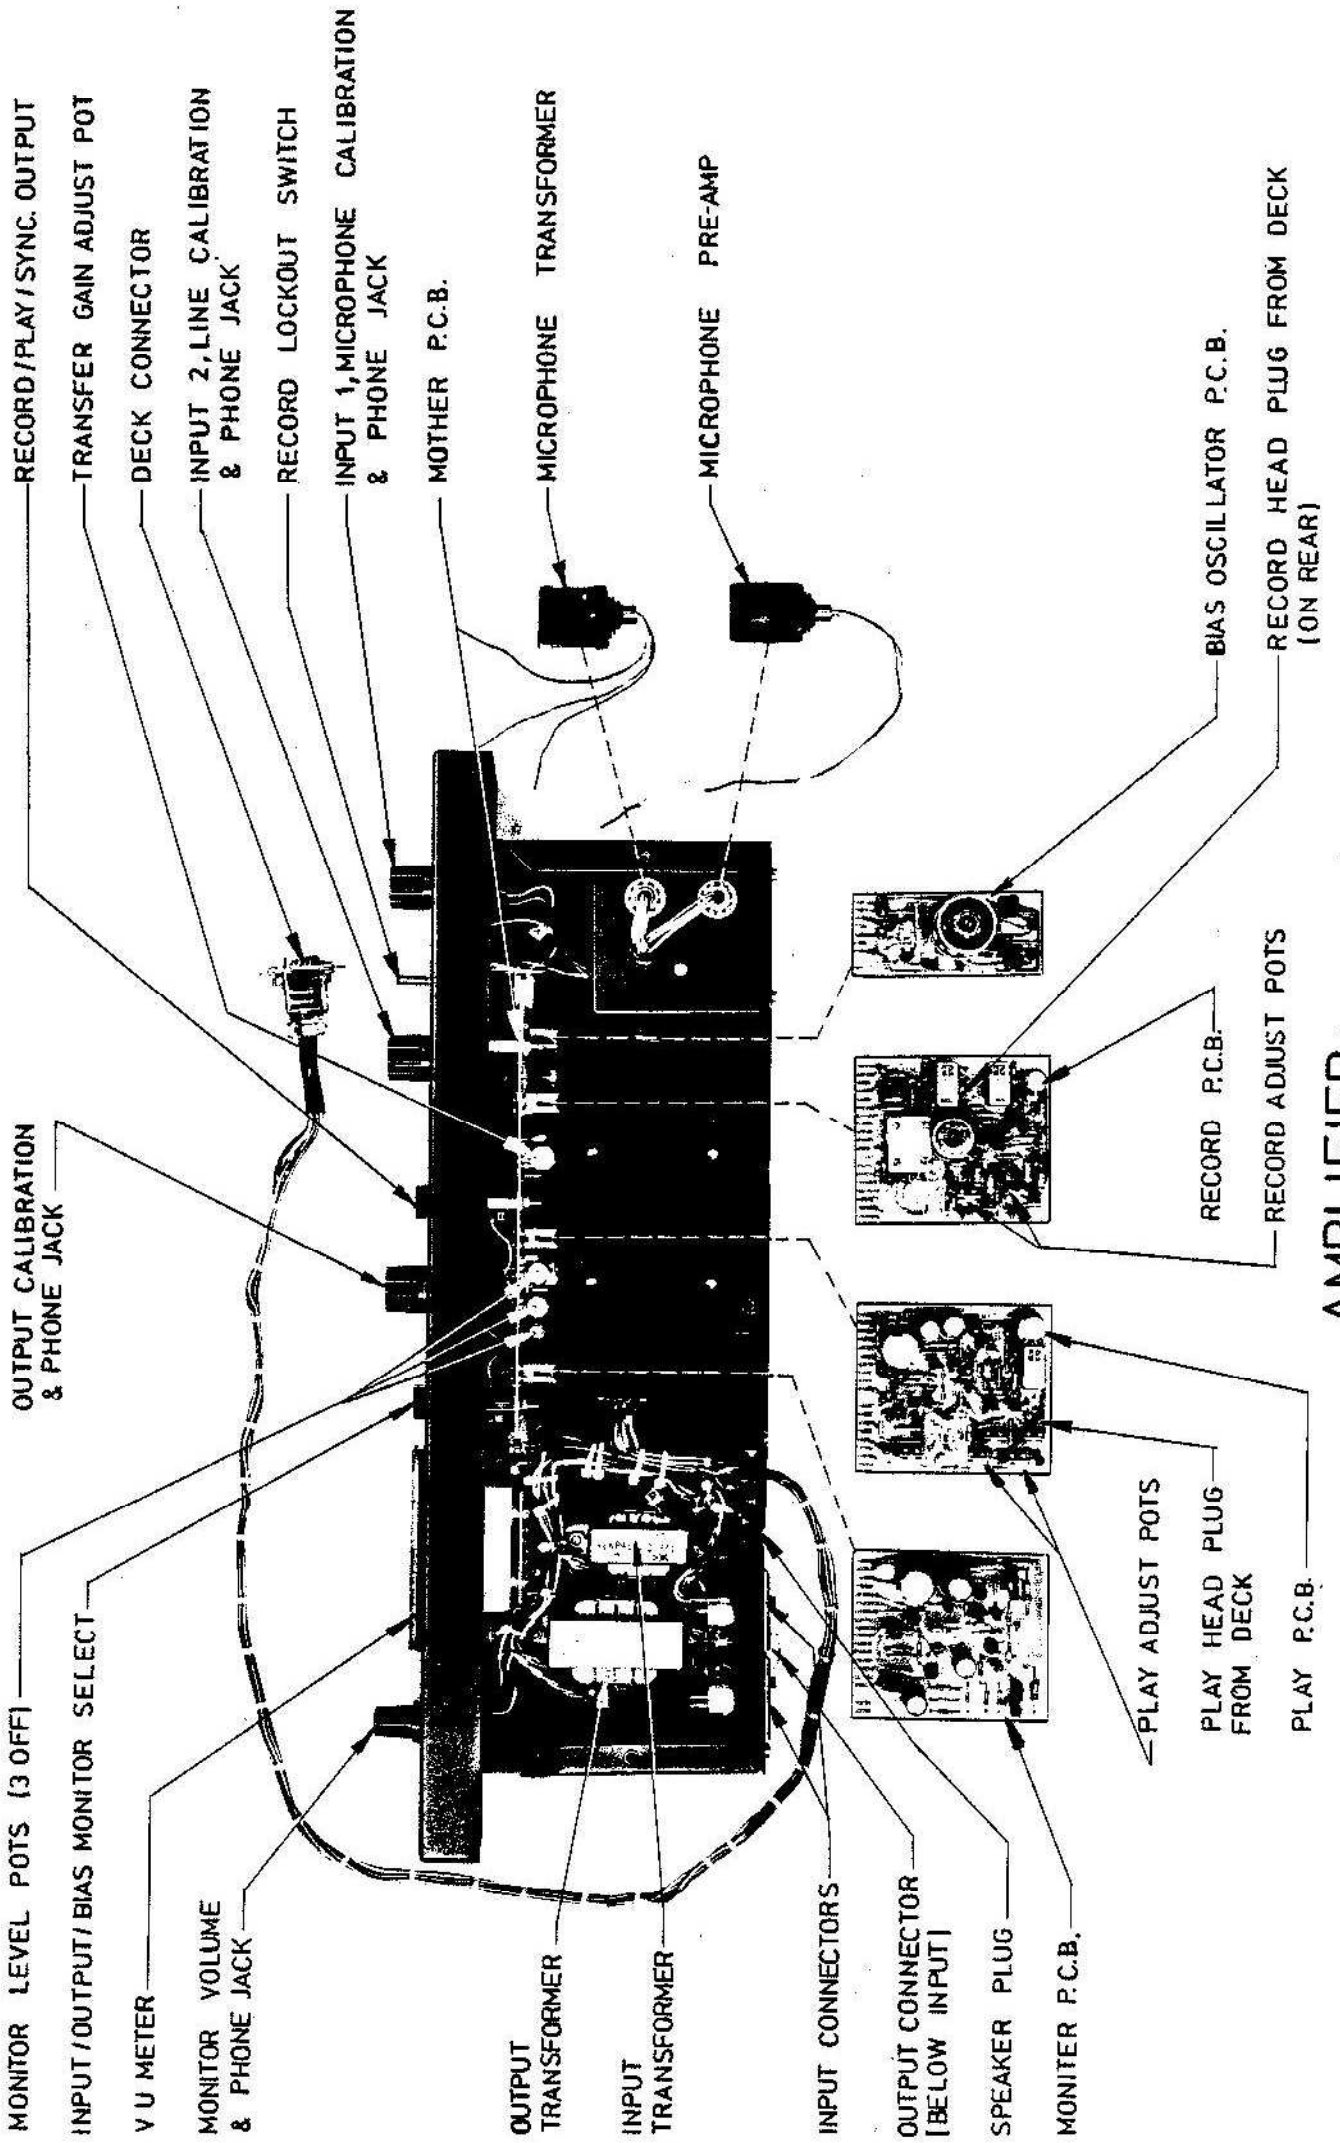 MONITOR LEVEL POTS (3 OFF)
INPUT/OUTPUT/BIAS MONITOR SELECT
V U METER
MONITOR VOLUME
& PHONE JACK
OUTPUT CALIBRATION
& PHONE JACK
RECORD/PLAY/SYNC. OUTPUT
TRANSFER GAIN ADJUST POT
DECK CONNECTOR
INPUT 2, LINE CALIBRATION
& PHONE JACK
RECORD LOCKOUT SWITCH
INPUT 1, MICROPHONE CALIBRATION
& PHONE JACK
MOTHER P.C.B.
MICROPHONE TRANSFORMER
MICROPHONE PRE-AMP
OUTPUT
TRANSFORMER
INPUT
TRANSFORMER
INPUT CONNECTORS
OUTPUT CONNECTOR
(BELOW INPUT)
SPEAKER PLUG
MONITER P.C.B.
PLAY ADJUST POTS
PLAY HEAD PLUG
FROM DECK
PLAY P.C.B.
RECORD P.C.B.
RECORD ADJUST POTS
BIAS OSCILLATOR P.C.B.
RECORD HEAD PLUG FROM DECK
(ON REAR)
AMPLIFIER